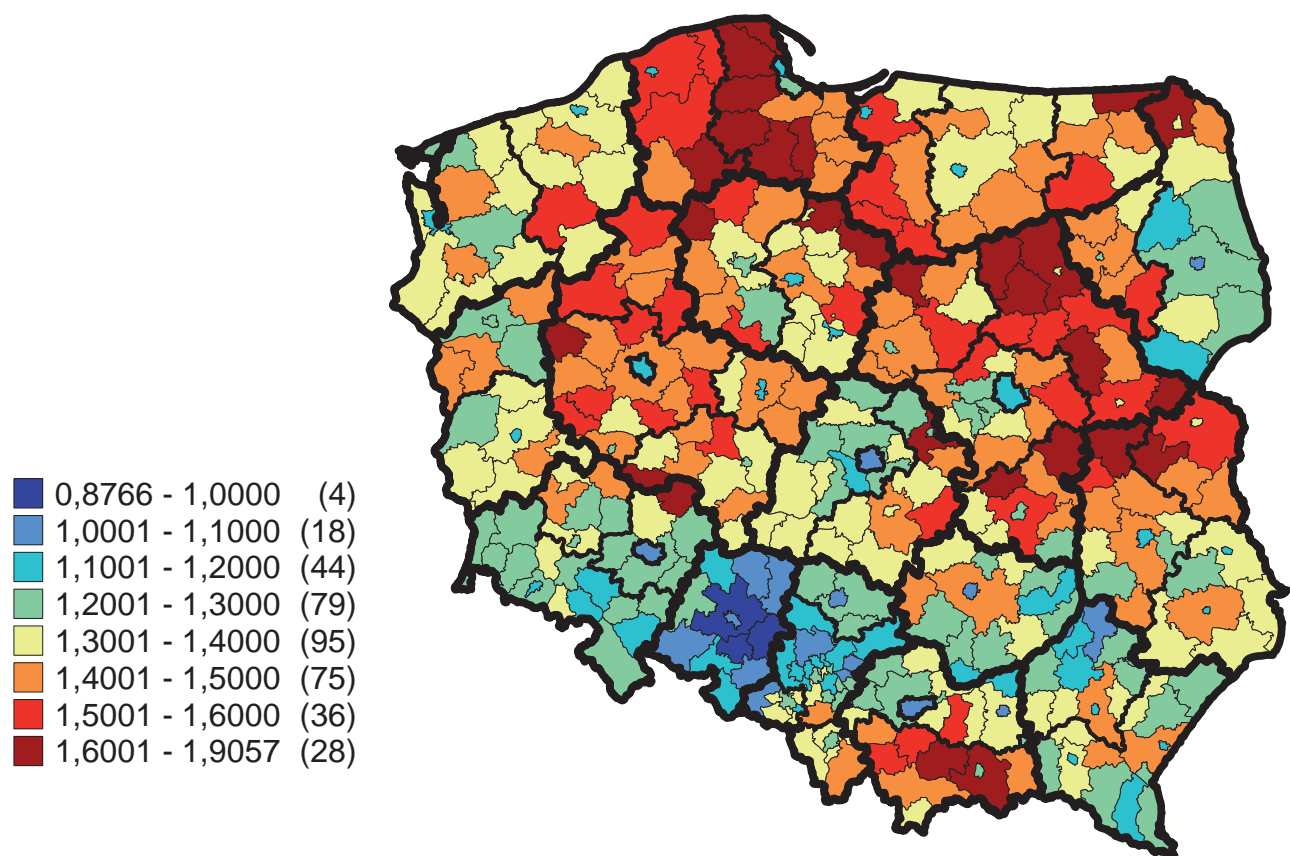 0,8766 - 1,0000 (4)
1,0001 - 1,1000 (18)
1,1001 - 1,2000 (44)
1,2001 - 1,3000 (79)
1,3001 - 1,4000 (95)
1,4001 - 1,5000 (75)
1,5001 - 1,6000 (36)
1,6001 - 1,9057 (28)